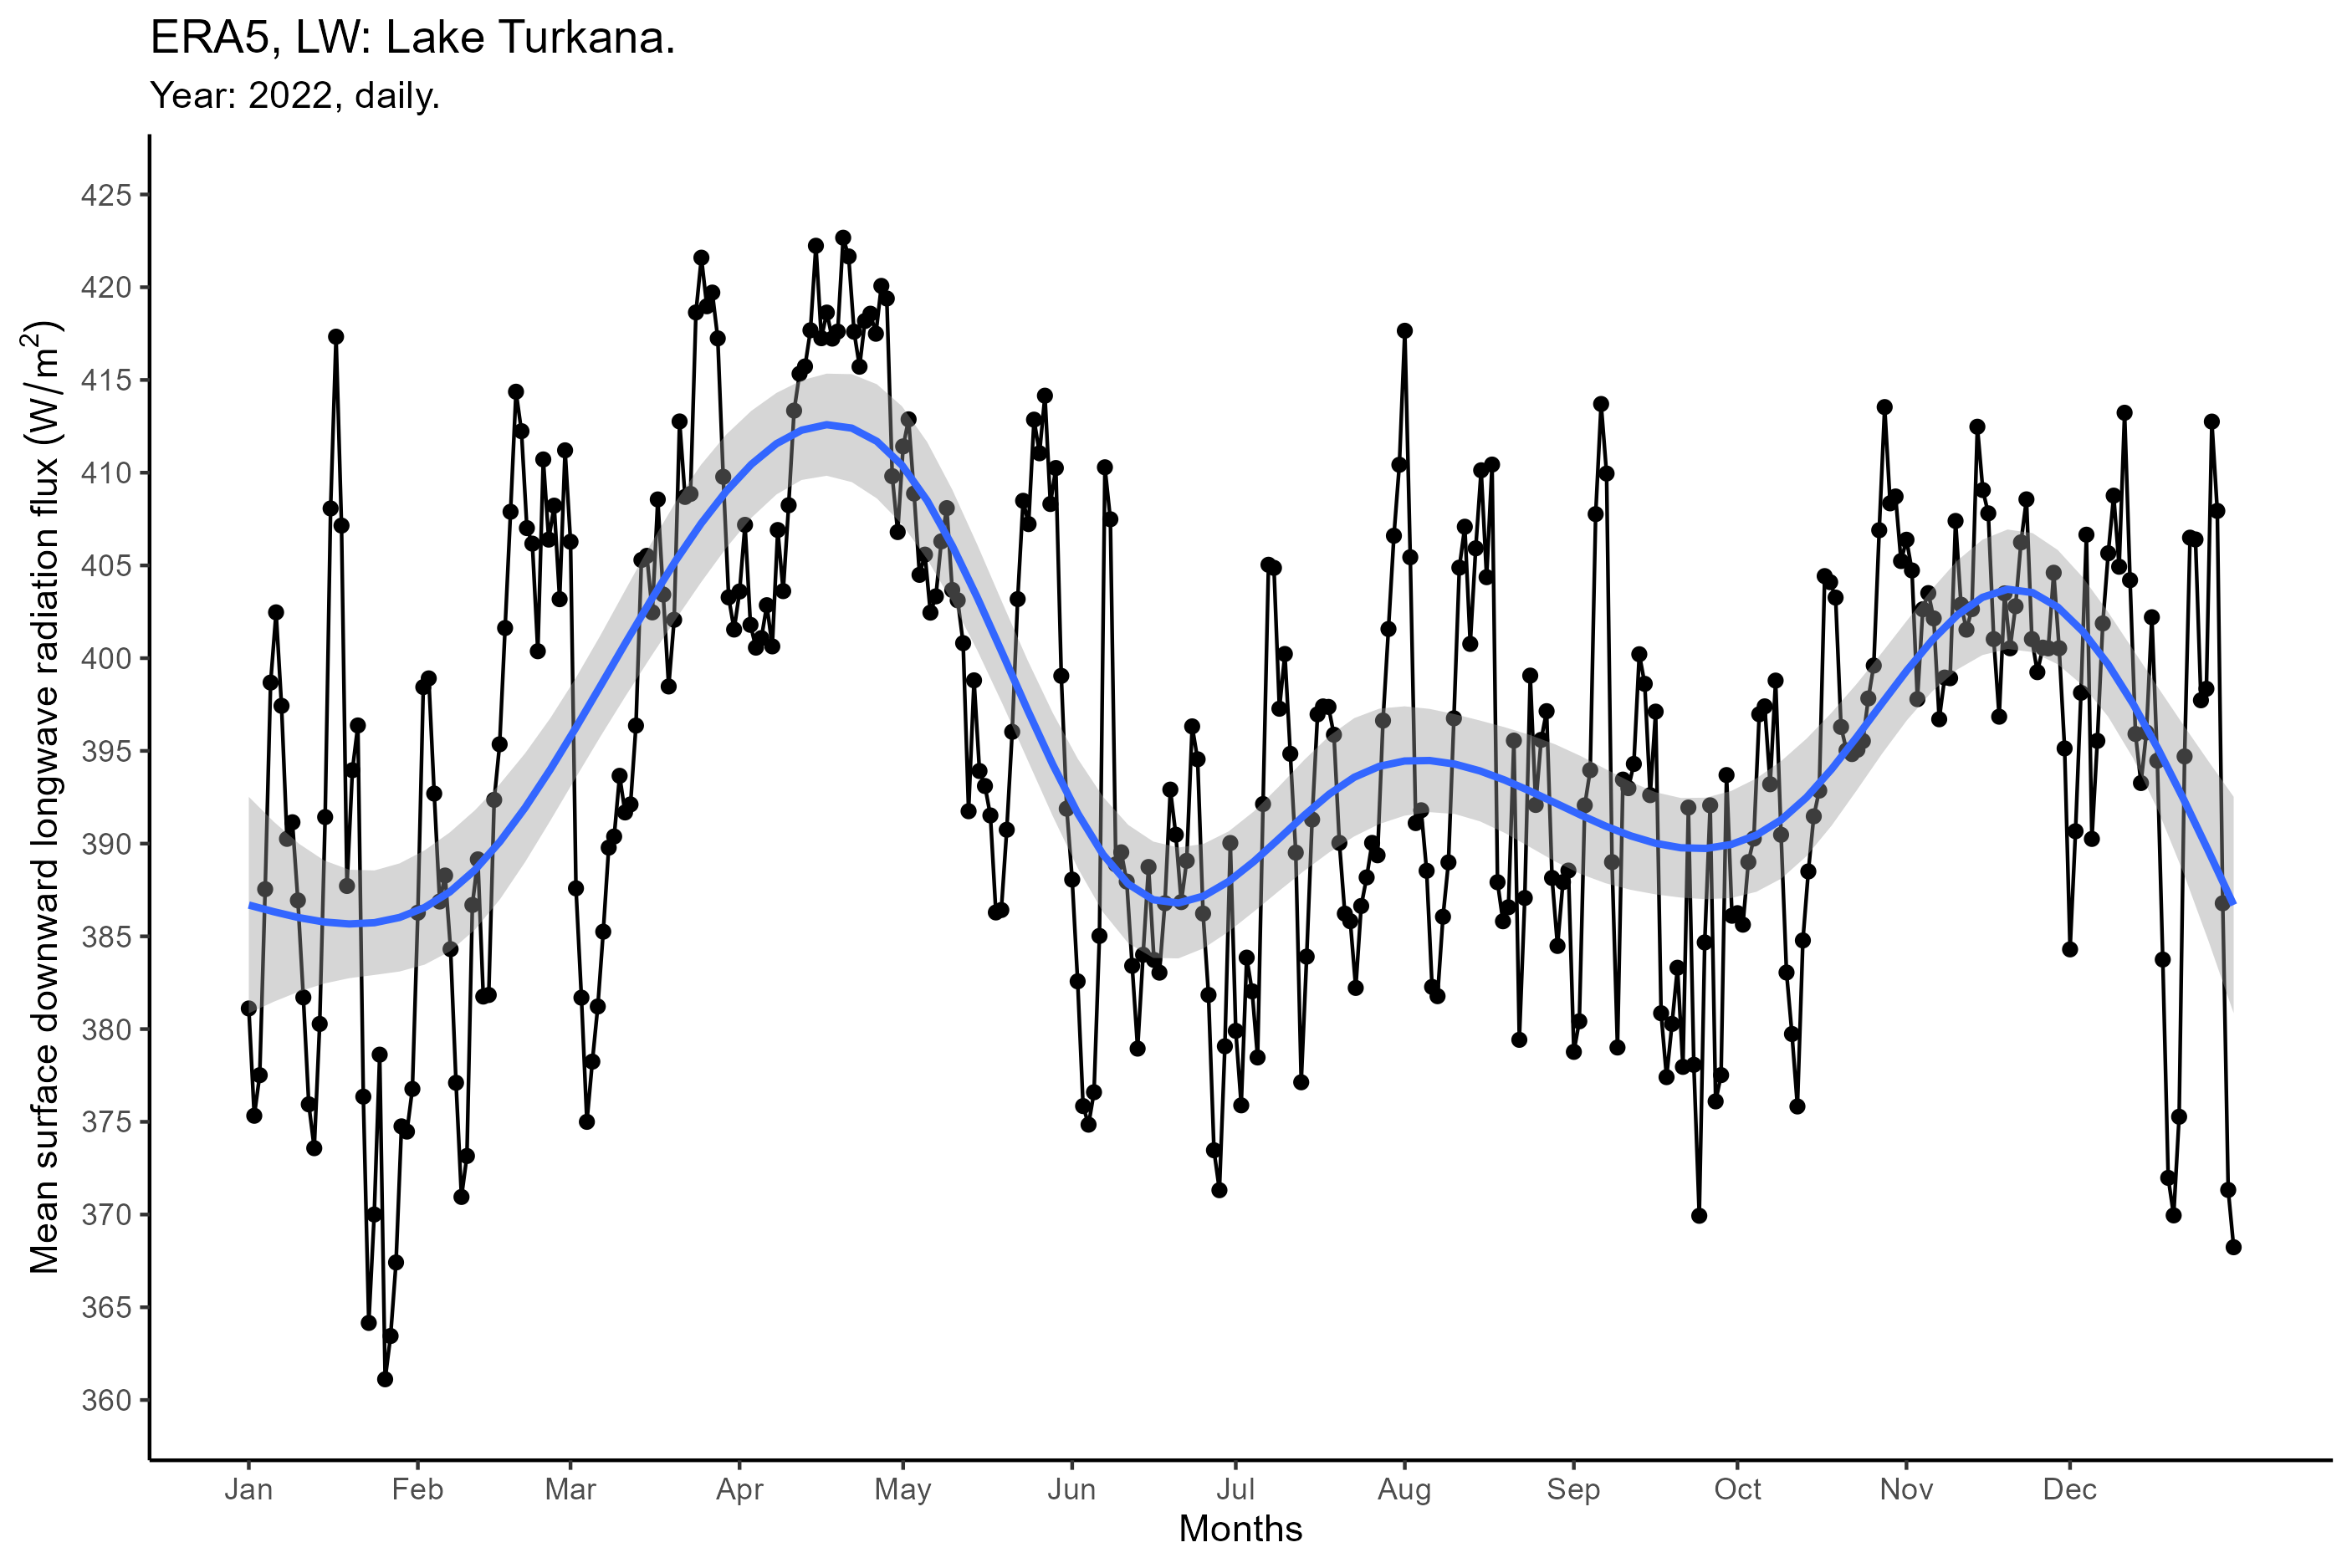 ERA5, LW: Lake Turkana.
Year: 2022, daily.
Mean surface downward longwave radiation flux (W/m²)
425
420
415
410
405
400
395
390
385
380
375
370
365
360
Jan Feb Mar Apr May Jun Jul Aug Sep Oct Nov Dec
Months